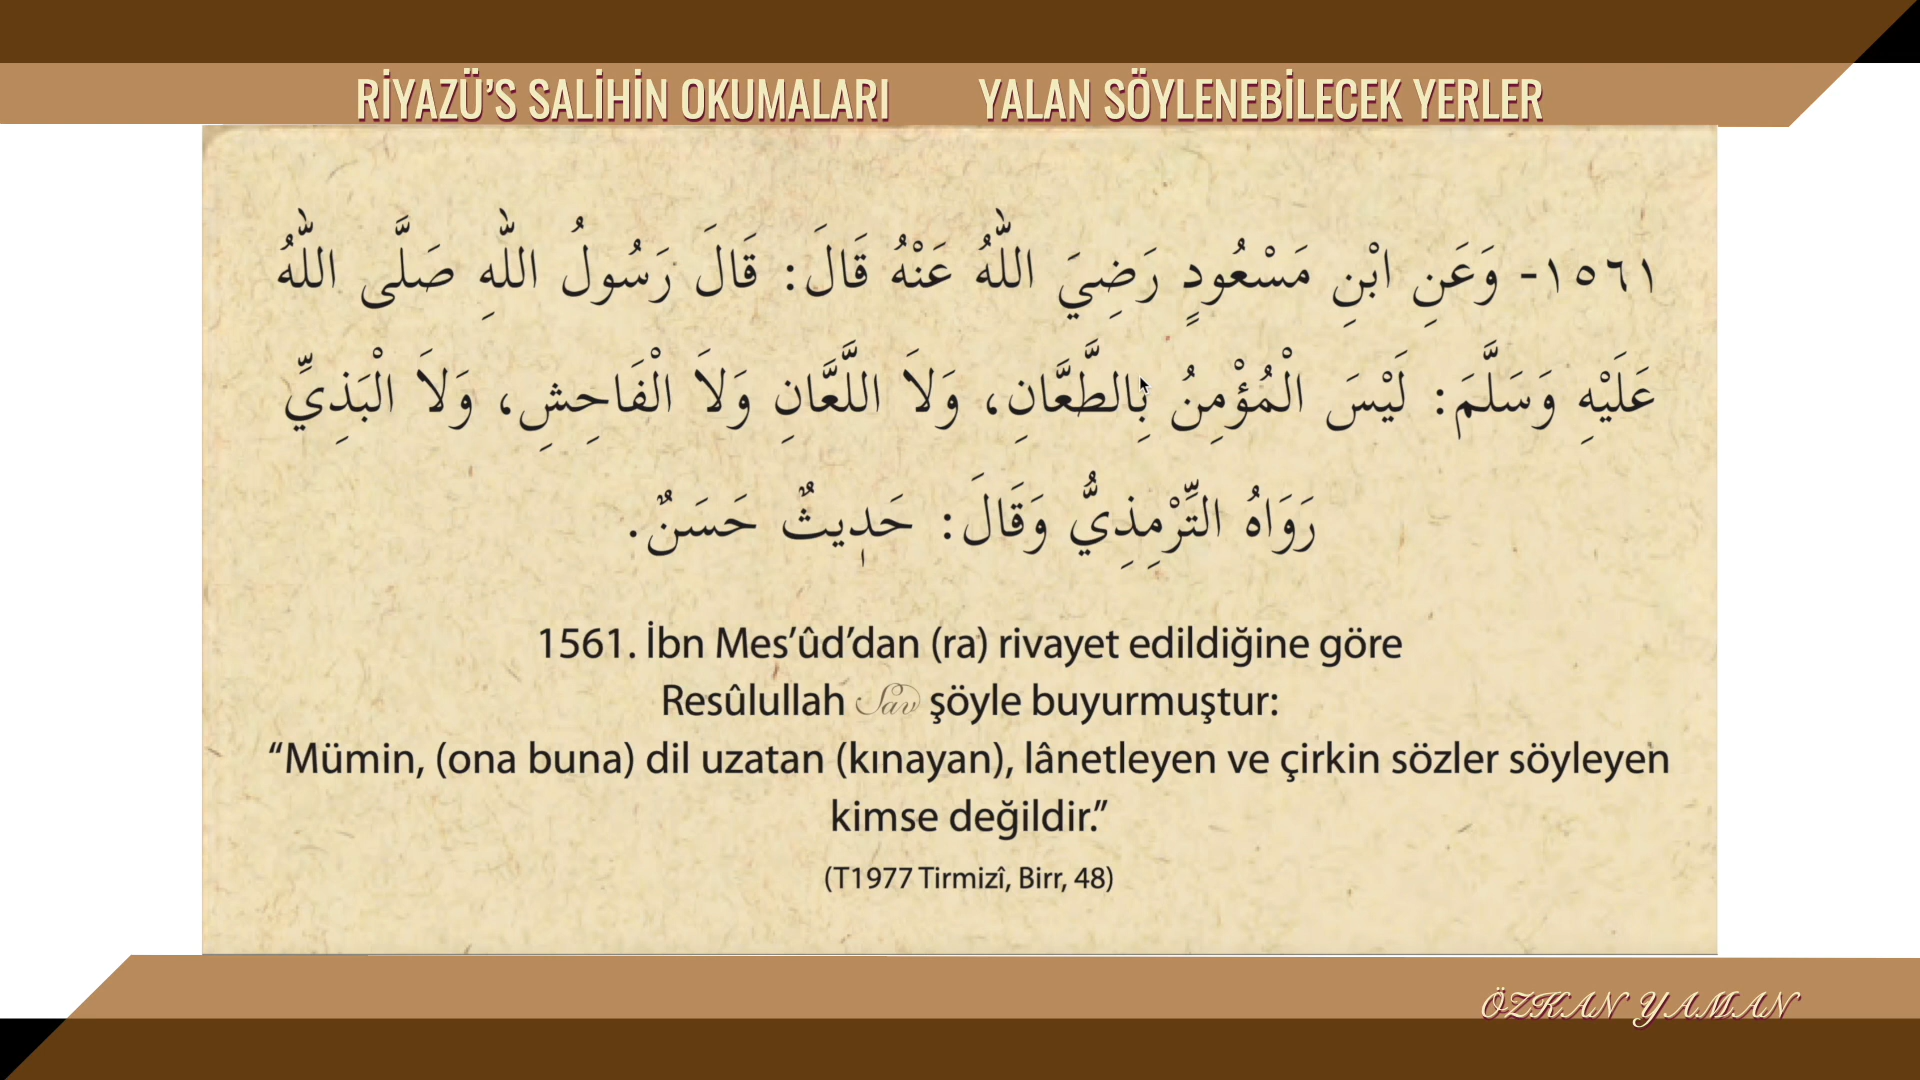 RİYAZÜ'S SALİHİN OKUMALARI YALAN SÖYLENEBİLECEK YERLER
١٥٦١- وَعَنِ ابْنِ مَسْعُودٍ رَضِيَ اللّٰهُ عَنْهُ قَالَ: قَالَ رَسُولُ اللّٰهِ صَلَّى اللّٰهُ
عَلَيْهِ وَسَلَّمَ: لَيْسَ الْمُؤْمِنُ بِالطَّعَّانِ، وَلاَ اللَّعَّانِ وَلاَ الْفَاحِشِ، وَلاَ الْبَذِيِّ
رَوَاهُ التِّرْمِذِيُّ وَقَالَ: حَدٖيثٌ حَسَنٌ.
1561. İbn Mes’ûd’dan (ra) rivayet edildiğine göre
Resûlullah Sav şöyle buyurmuştur:
“Mümin, (ona buna) dil uzatan (kınayan), lânetleyen ve çirkin sözler söyleyen
kimse değildir.”
(T1977 Tirmizî, Birr, 48)
ÖZKAN YAMAN